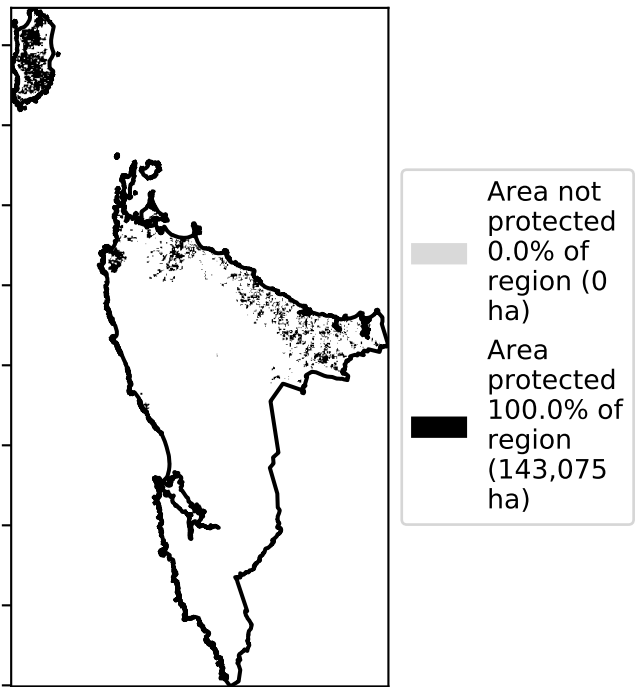 Area not
protected
0.0% of
region (0
ha)
Area
protected
100.0% of
region
(143,075
ha)